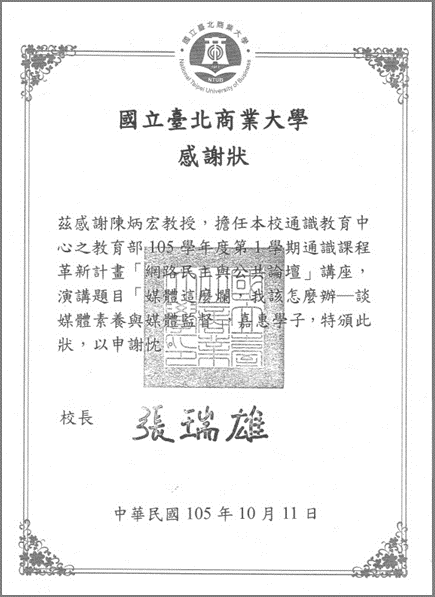 國立臺北商業大學
National Taipei University of Business
NTUB
國立臺北商業大學
感謝狀
茲感謝陳炳宏教授，擔任本校通識教育中
心之教育部105學年度第1學期通識課程
革新計畫「網路民主與公共論壇」講座，
演講題目「媒體這麼爛，我該怎麼辦—談
媒體素養與媒體監督」，嘉惠學子，特頒此
狀，以申謝忱
校長 張瑞雄
中華民國105年10月11日